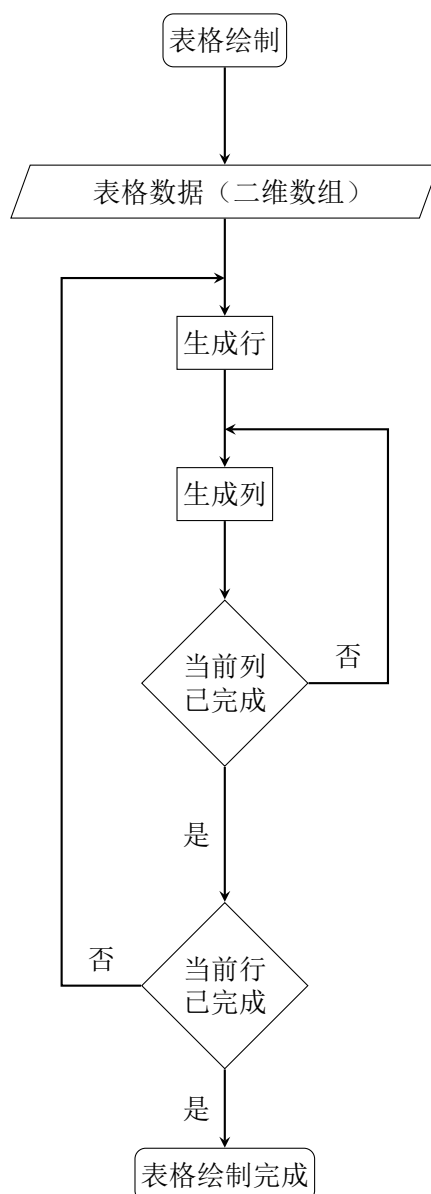 表格绘制
表格数据（二维数组）
生成行
生成列
当前列
已完成
否
是
当前行
已完成
否
是
表格绘制完成